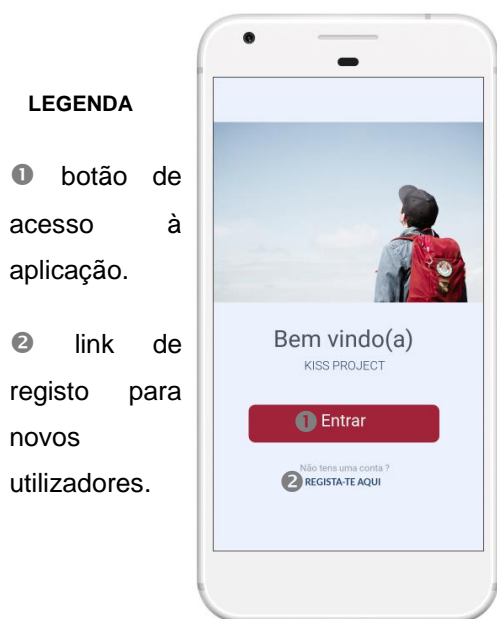 LEGENDA
❶ botão de
acesso à
aplicação.
❷ link de
registo para
novos
utilizadores.
Bem vindo(a)
KISS PROJECT
❶ Entrar
Não tens uma conta ?
❷ REGISTA-TE AQUI